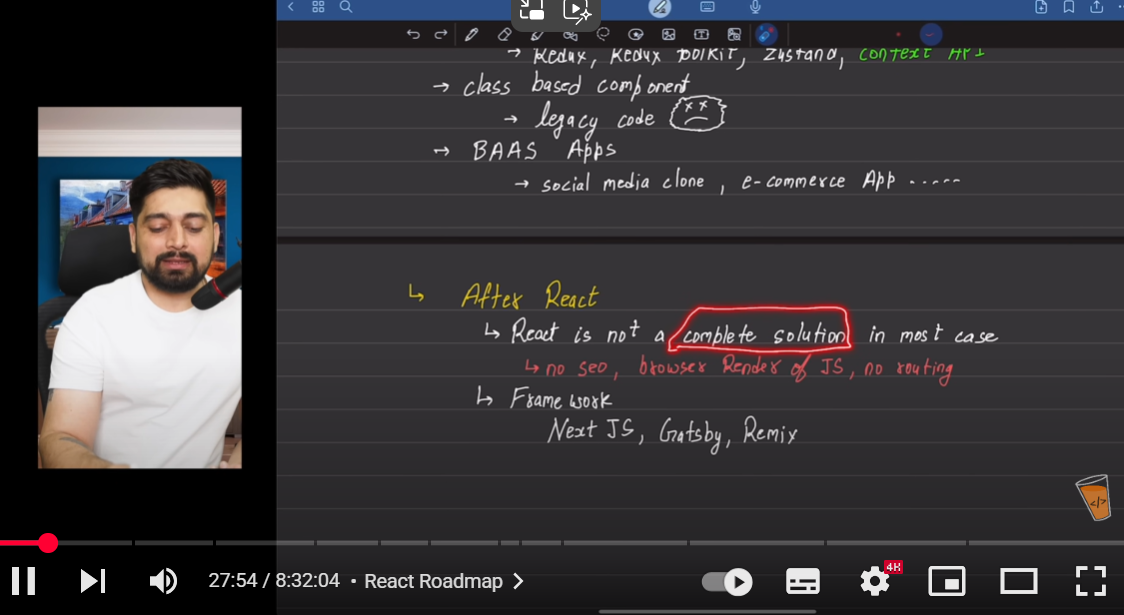 → Redux, Redux toolkit, Zustand, context API
→ class based component
→ legacy code
→ BAAS Apps
→ social media clone, e-commerce App .....
↳ After React
↳ React is not a complete solution in most case
↳ no seo, browser Render of JS, no routing
↳ Frame work
Next JS, Gatsby, Remix
</>
27:54 / 8:32:04 • React Roadmap >
4K